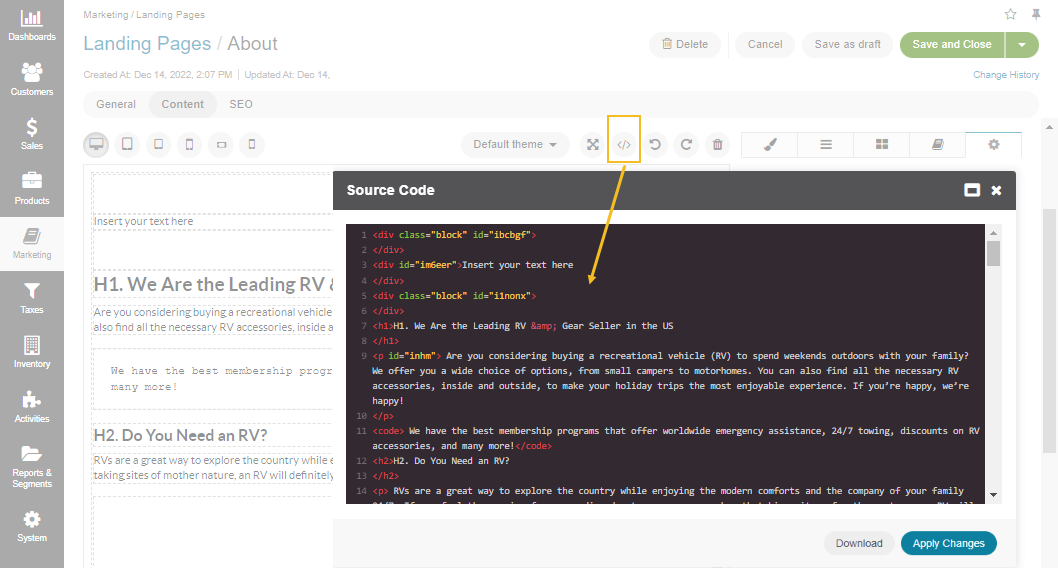 Dashboards
Customers
Sales
Products
Marketing
Taxes
Inventory
Activities
Reports &
Segments
System
Marketing / Landing Pages
Landing Pages / About
Delete
Cancel
Save as draft
Save and Close
Created At: Dec 14, 2022, 2:07 PM | Updated At: Dec 14,
Change History
General
Content
SEO
Default theme
</>
Insert your text here
H1. We Are the Leading RV &
Are you considering buying a recreational vehicle
also find all the necessary RV accessories, inside a
We have the best membership progr
many more!
H2. Do You Need an RV?
RVs are a great way to explore the country while e
taking sites of mother nature, an RV will definitely
Source Code
1 <div class="block" id="ibcbgf">
2 </div>
3 <div id="im6eer">Insert your text here
4 </div>
5 <div class="block" id="i1nonx">
6 </div>
7 <h1>H1. We Are the Leading RV &amp; Gear Seller in the US
8 </h1>
9 <p id="inhm"> Are you considering buying a recreational vehicle (RV) to spend weekends outdoors with your family?
We offer you a wide choice of options, from small campers to motorhomes. You can also find all the necessary RV
accessories, inside and outside, to make your holiday trips the most enjoyable experience. If you're happy, we're
happy!
10 </p>
11 <code> We have the best membership programs that offer worldwide emergency assistance, 24/7 towing, discounts on RV
accessories, and many more!</code>
12 <h2>H2. Do You Need an RV?
13 </h2>
14 <p> RVs are a great way to explore the country while enjoying the modern comforts and the company of your family
Download
Apply Changes